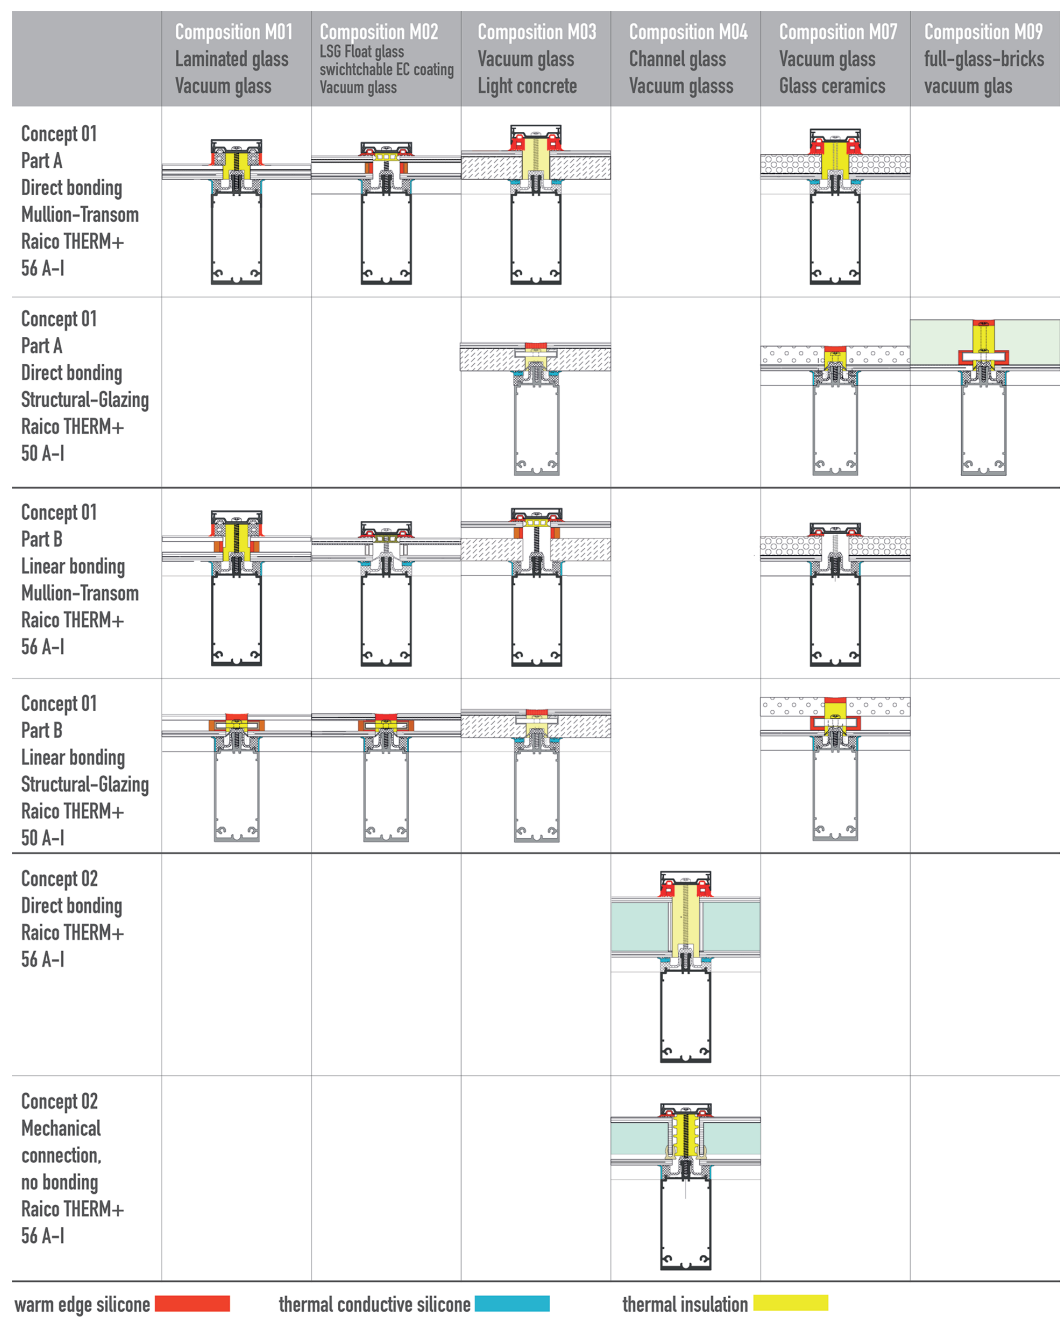 Composition M01
Laminated glass
Vacuum glass
Composition M02
LSG Float glass
swichtchable EC coating
Vacuum glass
Composition M03
Vacuum glass
Light concrete
Composition M04
Channel glass
Vacuum glasss
Composition M07
Vacuum glass
Glass ceramics
Composition M09
full-glass-bricks
vacuum glas
Concept 01
Part A
Direct bonding
Mullion-Transom
Raico THERM+
56 A-I
Concept 01
Part A
Direct bonding
Structural-Glazing
Raico THERM+
50 A-I
Concept 01
Part B
Linear bonding
Mullion-Transom
Raico THERM+
56 A-I
Concept 01
Part B
Linear bonding
Structural-Glazing
Raico THERM+
50 A-I
Concept 02
Direct bonding
Raico THERM+
56 A-I
Concept 02
Mechanical
connection,
no bonding
Raico THERM+
56 A-I
warm edge silicone
thermal conductive silicone
thermal insulation